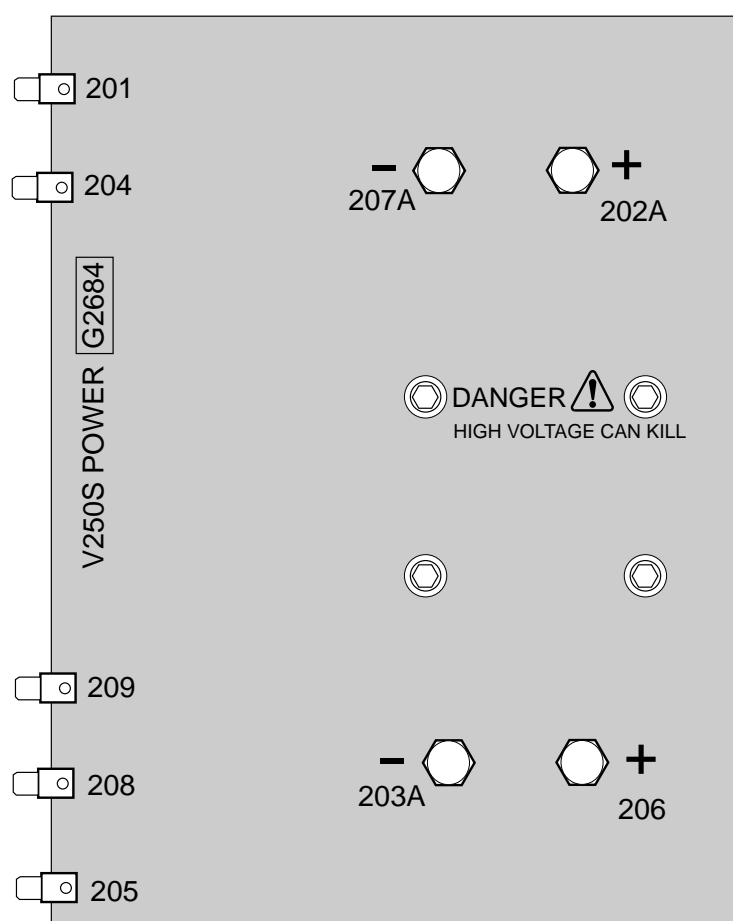 201
204
- +
207A
202A
V250S POWER G2684
DANGER
HIGH VOLTAGE CAN KILL
209
208
205
- +
203A
206